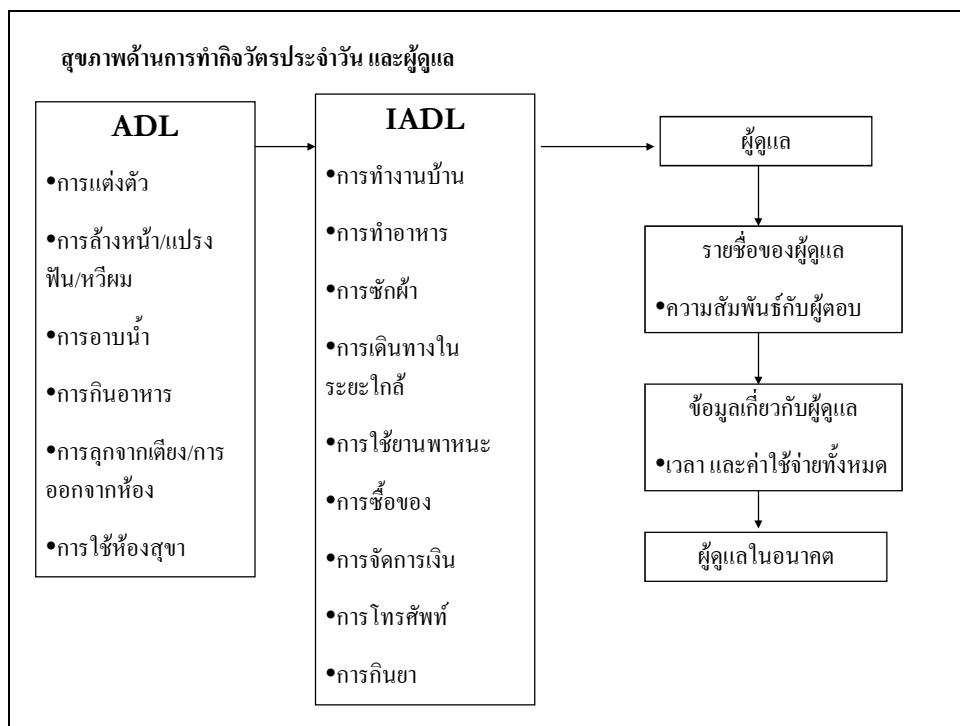 สุขภาพด้านการทำกิจวัตรประจำวัน และผู้ดูแล
ADL
•การแต่งตัว
•การล้างหน้า/แปรง
ฟัน/หวีผม
•การอาบน้ำ
•การกินอาหาร
•การลุกจากเตียง/การ
ออกจากห้อง
•การใช้ห้องสุขา
IADL
•การทำงานบ้าน
•การทำอาหาร
•การซักผ้า
•การเดินทางใน
ระยะใกล้
•การใช้ยานพาหนะ
•การซื้อของ
•การจัดการเงิน
•การโทรศัพท์
•การกินยา
ผู้ดูแล
รายชื่อของผู้ดูแล
•ความสัมพันธ์กับผู้ตอบ
ข้อมูลเกี่ยวกับผู้ดูแล
•เวลา และค่าใช้จ่ายทั้งหมด
ผู้ดูแลในอนาคต